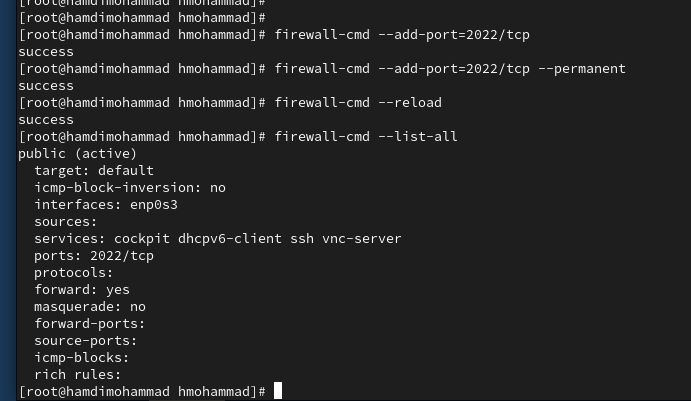 [root@hamdimohammad hmohammad]#
[root@hamdimohammad hmohammad]#
[root@hamdimohammad hmohammad]# firewall-cmd --add-port=2022/tcp
success
[root@hamdimohammad hmohammad]# firewall-cmd --add-port=2022/tcp --permanent
success
[root@hamdimohammad hmohammad]# firewall-cmd --reload
success
[root@hamdimohammad hmohammad]# firewall-cmd --list-all
public (active)
  target: default
  icmp-block-inversion: no
  interfaces: enp0s3
  sources:
  services: cockpit dhcpv6-client ssh vnc-server
  ports: 2022/tcp
  protocols:
  forward: yes
  masquerade: no
  forward-ports:
  source-ports:
  icmp-blocks:
  rich rules:
[root@hamdimohammad hmohammad]#